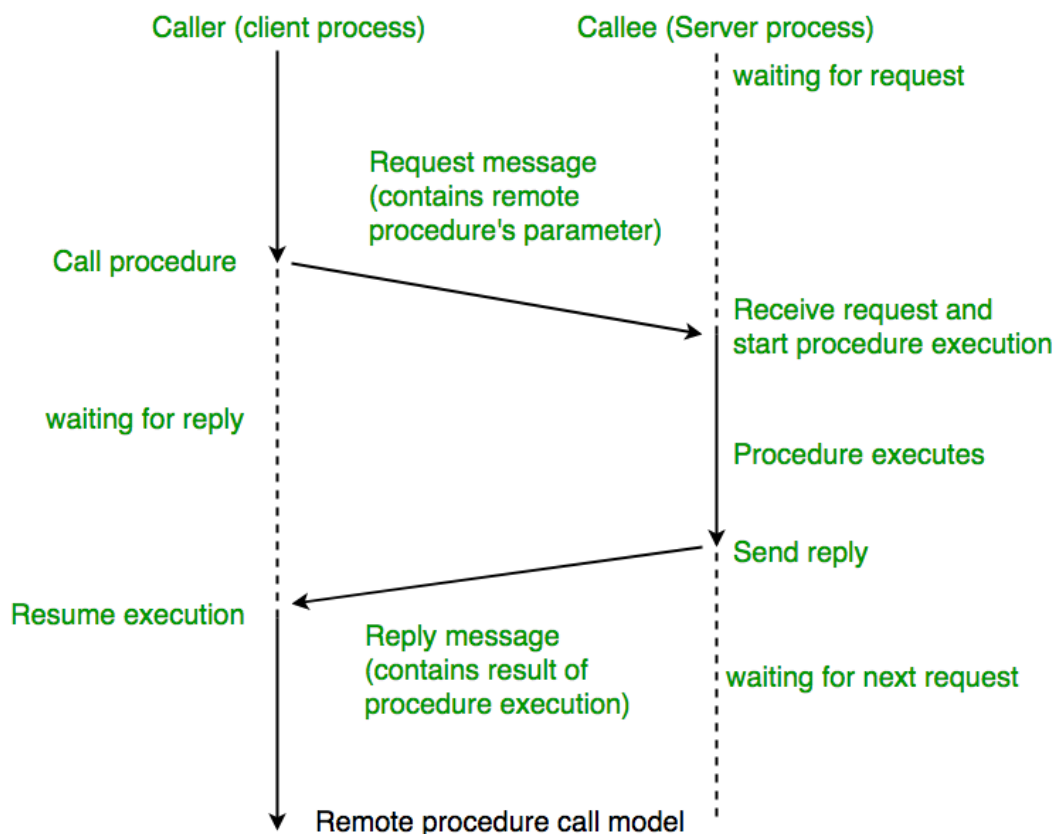 Caller (client process)
Callee (Server process)
waiting for request
Request message
(contains remote
procedure's parameter)
Call procedure
Receive request and
start procedure execution
waiting for reply
Procedure executes
Send reply
Resume execution
Reply message
(contains result of
procedure execution)
waiting for next request
Remote procedure call model